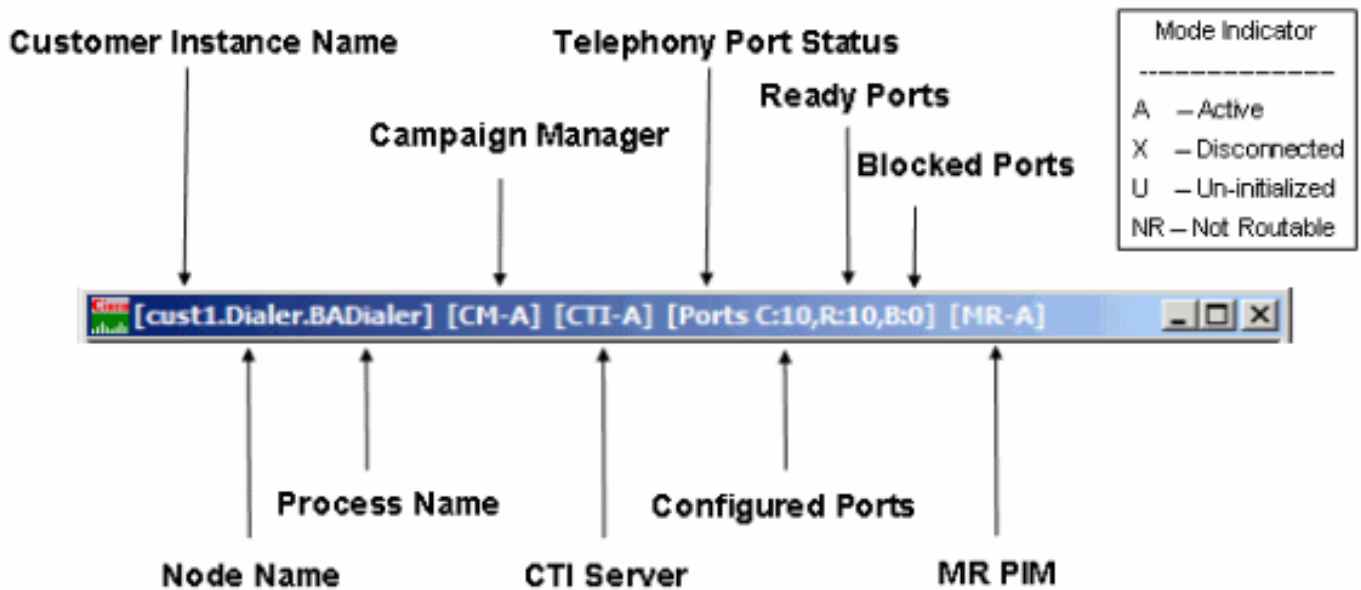 Customer Instance Name
Telephony Port Status
Ready Ports
Campaign Manager
Blocked Ports
Mode Indicator
--------------
A – Active
X – Disconnected
U – Un-initialized
NR – Not Routable
Cisco
[cust1.Dialer.BADialer] [CM-A] [CTI-A] [Ports C:10,R:10,B:0] [MR-A]
Process Name
Configured Ports
Node Name
CTI Server
MR PIM